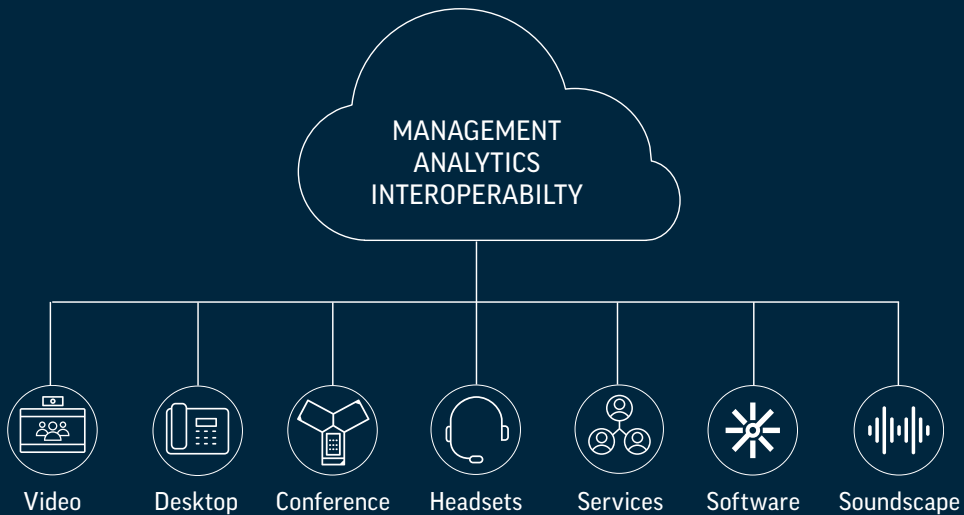 MANAGEMENT
ANALYTICS
INTEROPERABILTY
Video Desktop Conference Headsets Services Software Soundscape